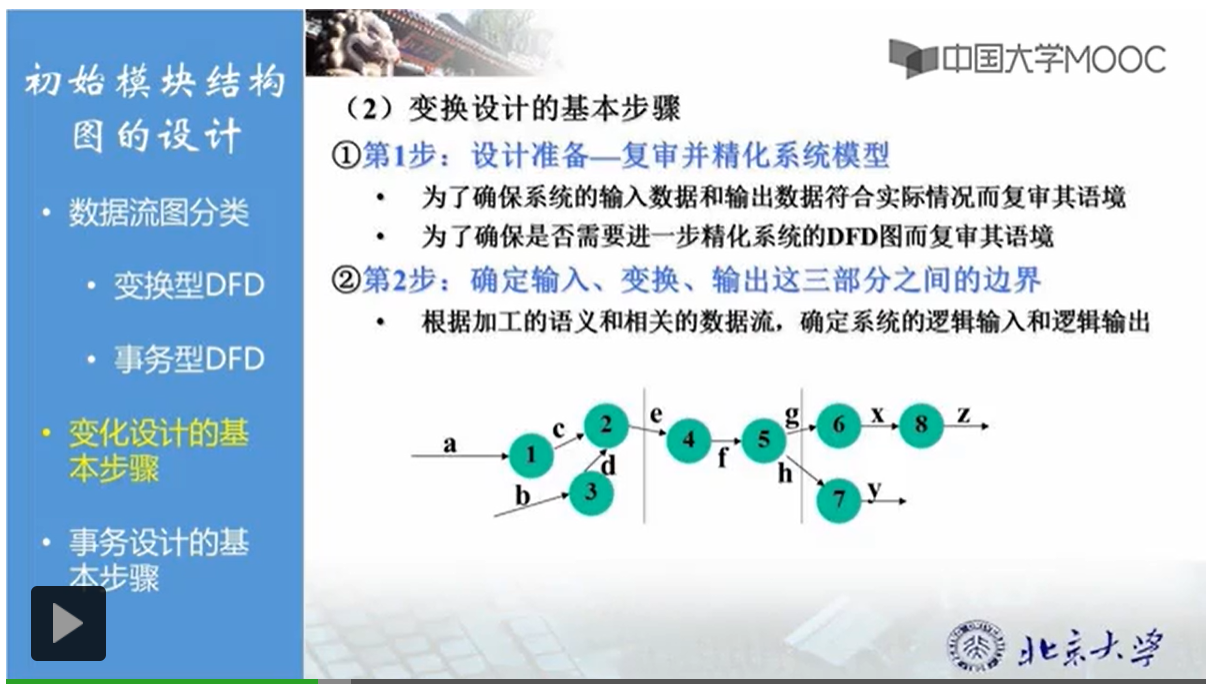 初始模块结构
图的设计
• 数据流图分类
• 变换型DFD
• 事务型DFD
• 变化设计的基
本步骤
• 事务设计的基
本步骤
中国大学MOOC
（2）变换设计的基本步骤
①第1步：设计准备—复审并精化系统模型
• 为了确保系统的输入数据和输出数据符合实际情况而复审其语境
• 为了确保是否需要进一步精化系统的DFD图而复审其语境
②第2步：确定输入、变换、输出这三部分之间的边界
• 根据加工的语义和相关的数据流，确定系统的逻辑输入和逻辑输出
a
1
c
2
b
3
d
e
4
f
5
g
h
6
x
8
z
7
y
北京大学